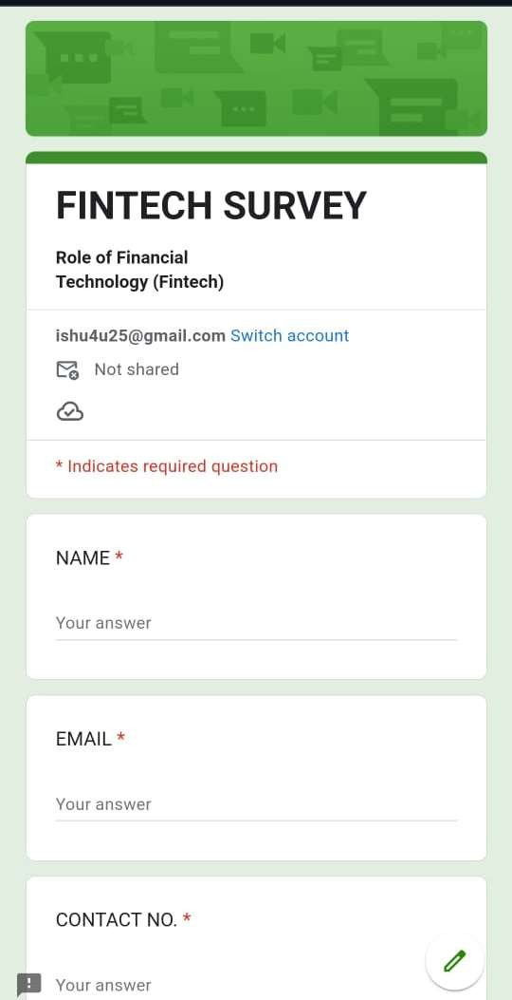 FINTECH SURVEY
Role of Financial
Technology (Fintech)
ishu4u25@gmail.com Switch account
Not shared
* Indicates required question
NAME *
Your answer
EMAIL *
Your answer
CONTACT NO. *
Your answer